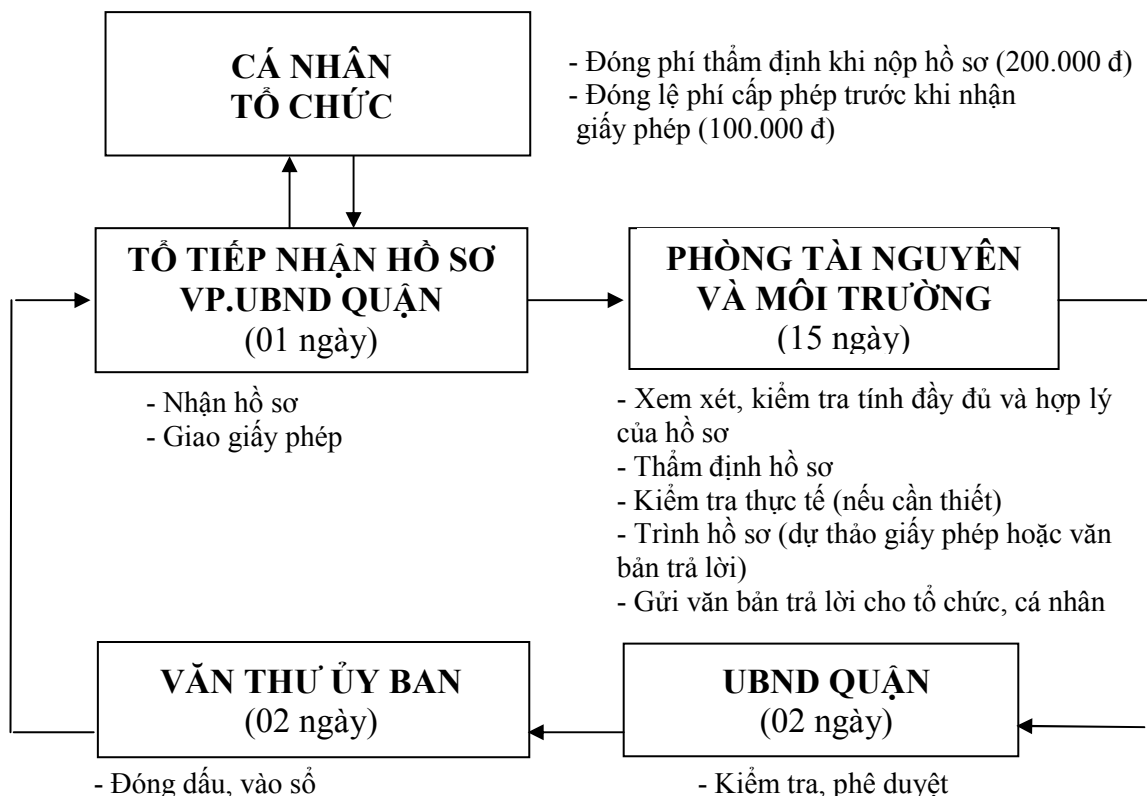 CÁ NHÂN
TỔ CHỨC
- Đóng phí thẩm định khi nộp hồ sơ (200.000 đ)
- Đóng lệ phí cấp phép trước khi nhận
giấy phép (100.000 đ)
TỔ TIẾP NHẬN HỒ SƠ
VP.UBND QUẬN
(01 ngày)
- Nhận hồ sơ
- Giao giấy phép
PHÒNG TÀI NGUYÊN
VÀ MÔI TRƯỜNG
(15 ngày)
- Xem xét, kiểm tra tính đầy đủ và hợp lý
của hồ sơ
- Thẩm định hồ sơ
- Kiểm tra thực tế (nếu cần thiết)
- Trình hồ sơ (dự thảo giấy phép hoặc văn
bản trả lời)
- Gửi văn bản trả lời cho tổ chức, cá nhân
UBND QUẬN
(02 ngày)
- Kiểm tra, phê duyệt
VĂN THƯ ỦY BAN
(02 ngày)
- Đóng dấu, vào sổ